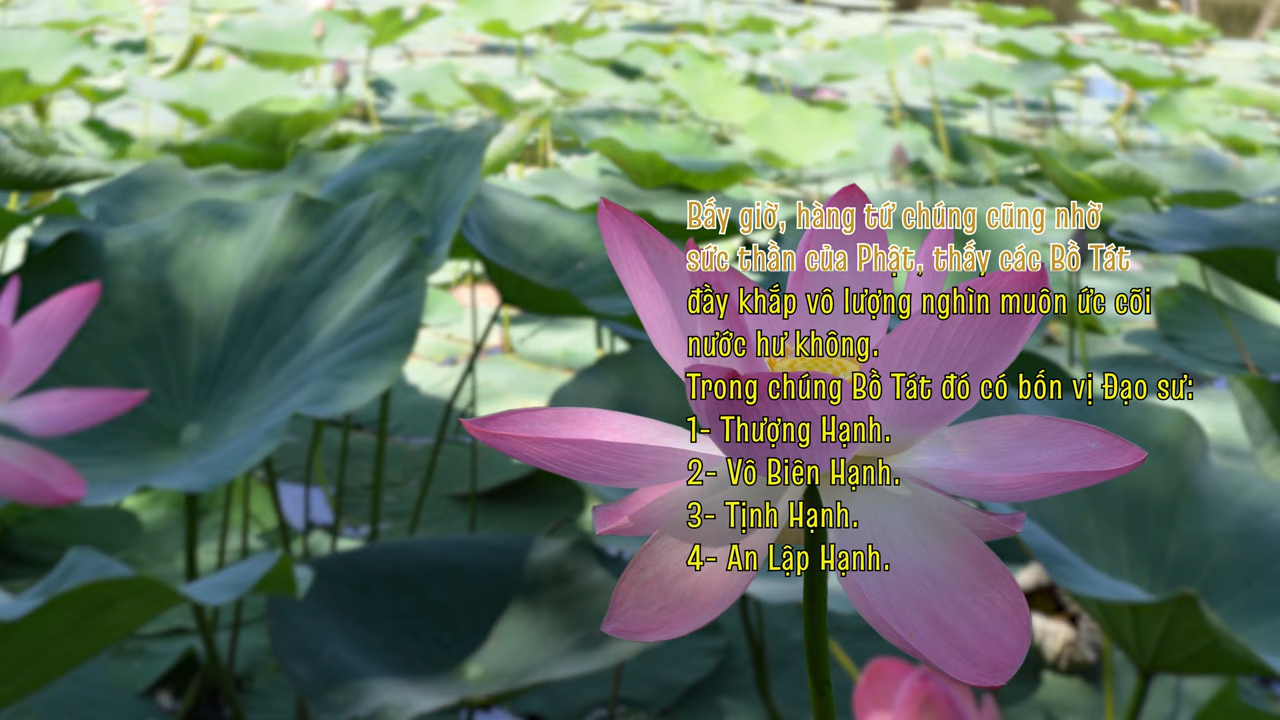 Bấy giờ, hàng tứ chúng cũng nhờ
sức thần của Phật, thấy các Bồ Tát
đầy khắp vô lượng nghìn muôn ức cõi
nước hư không.
Trong chúng Bồ Tát đó có bốn vị Đạo sư:
1- Thượng Hạnh.
2- Vô Biên Hạnh.
3- Tịnh Hạnh.
4- An Lập Hạnh.